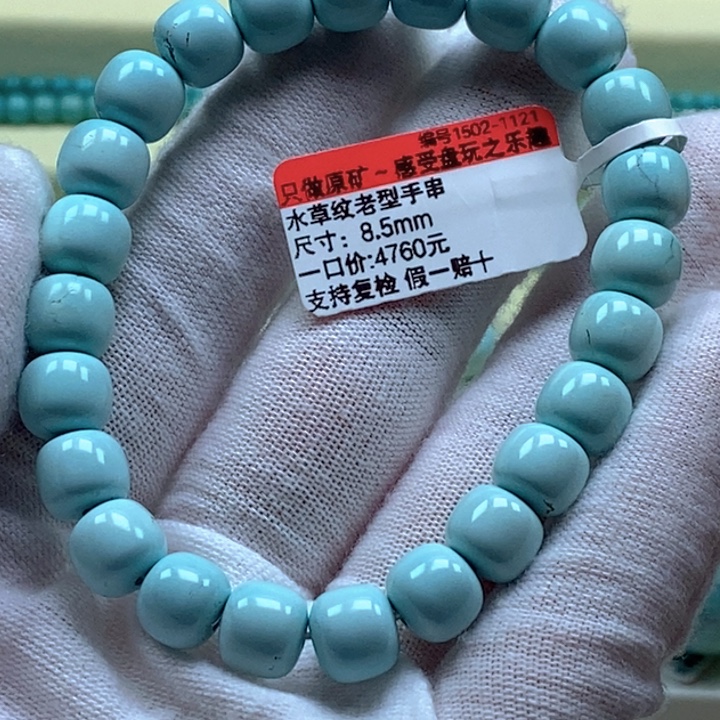 编号1502-1121
只做原矿~感受盘玩之乐趣
水草纹老型手串
尺寸：8.5mm
一口价:4760元
支持复检 假一赔十